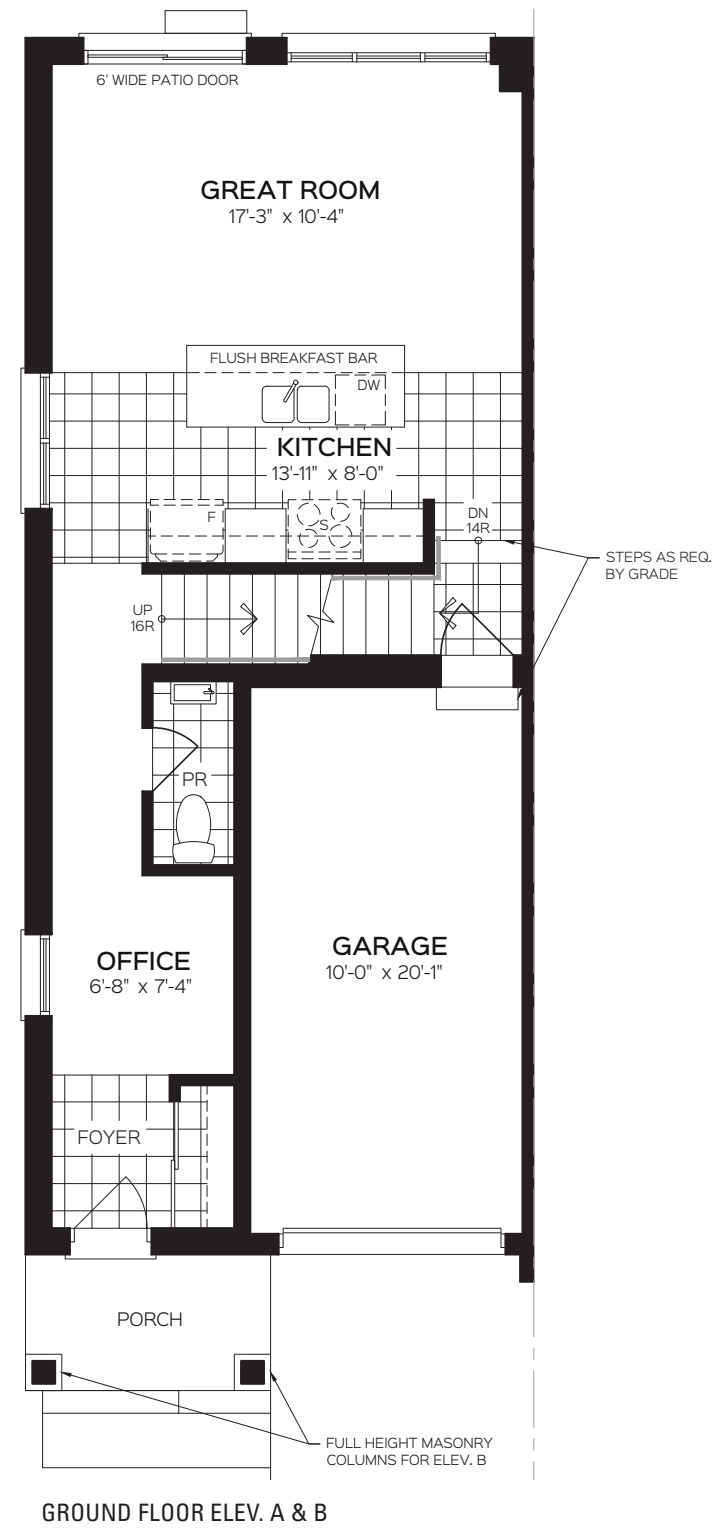 6' WIDE PATIO DOOR
GREAT ROOM
17'-3" x 10'-4"
FLUSH BREAKFAST BAR
DW
KITCHEN
13'-11" x 8'-0"
F
S
DN
14R
STEPS AS REQ.
BY GRADE
UP
16R
PR
OFFICE
6'-8" x 7'-4"
GARAGE
10'-0" x 20'-1"
FOYER
PORCH
FULL HEIGHT MASONRY
COLUMNS FOR ELEV. B
GROUND FLOOR ELEV. A & B